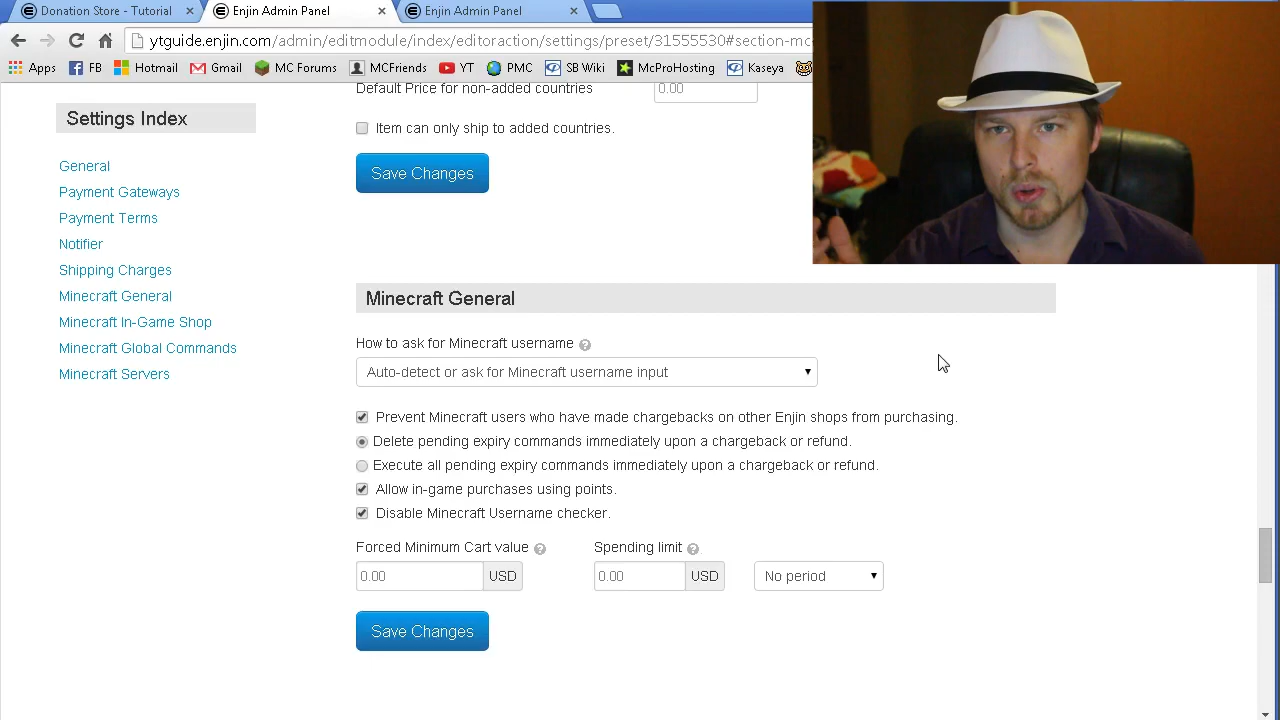 Donation Store - Tutorial
Enjin Admin Panel
Enjin Admin Panel
ytguide.enjin.com/admin/editmodule/index/editoraction/settings/preset/31555530#section-mc
Apps FB Hotmail Gmail MC Forums MCFriends YT PMC SB Wiki McProHosting Kaseya
Default Price for non-added countries
0.00
Settings Index
Item can only ship to added countries.
Save Changes
General
Payment Gateways
Payment Terms
Notifier
Shipping Charges
Minecraft General
Minecraft In-Game Shop
Minecraft Global Commands
Minecraft Servers
Minecraft General
How to ask for Minecraft username ?
Auto-detect or ask for Minecraft username input
Prevent Minecraft users who have made chargebacks on other Enjin shops from purchasing.
Delete pending expiry commands immediately upon a chargeback or refund.
Execute all pending expiry commands immediately upon a chargeback or refund.
Allow in-game purchases using points.
Disable Minecraft Username checker.
Forced Minimum Cart value ? Spending limit ?
0.00 USD 0.00 USD No period
Save Changes